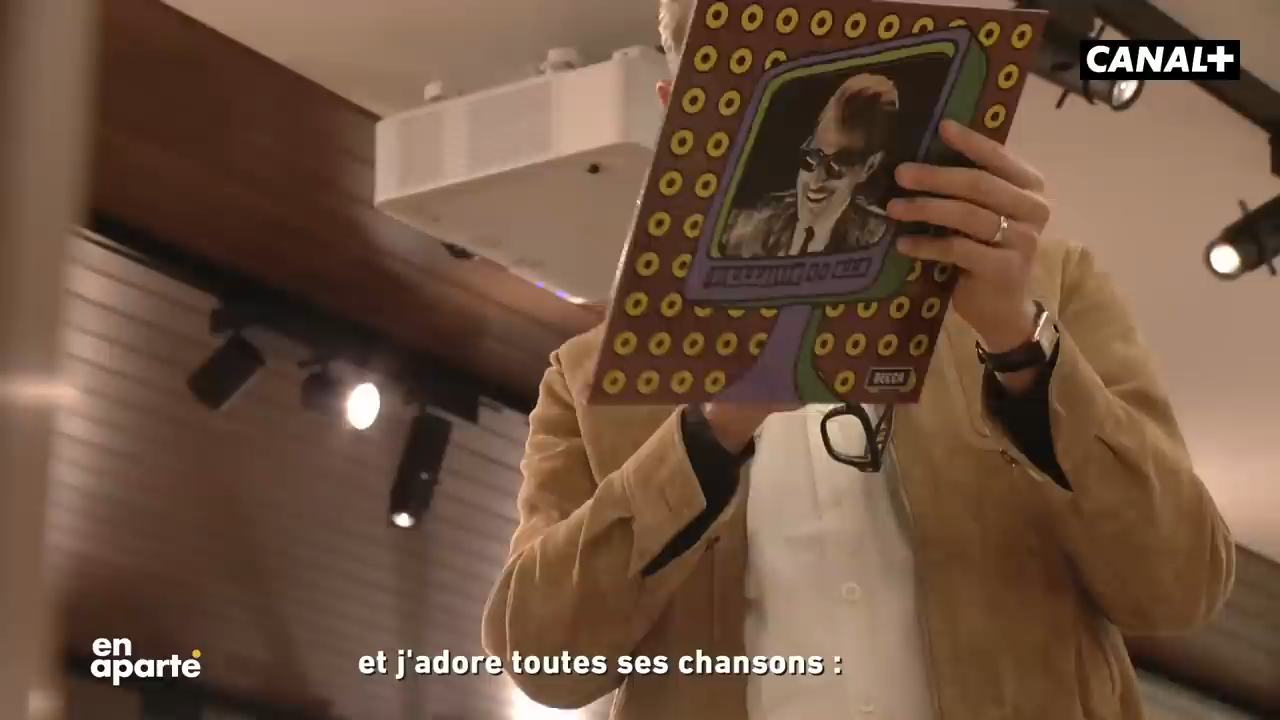 CANAL+
DECCA
en
aparté
et j'adore toutes ses chansons :